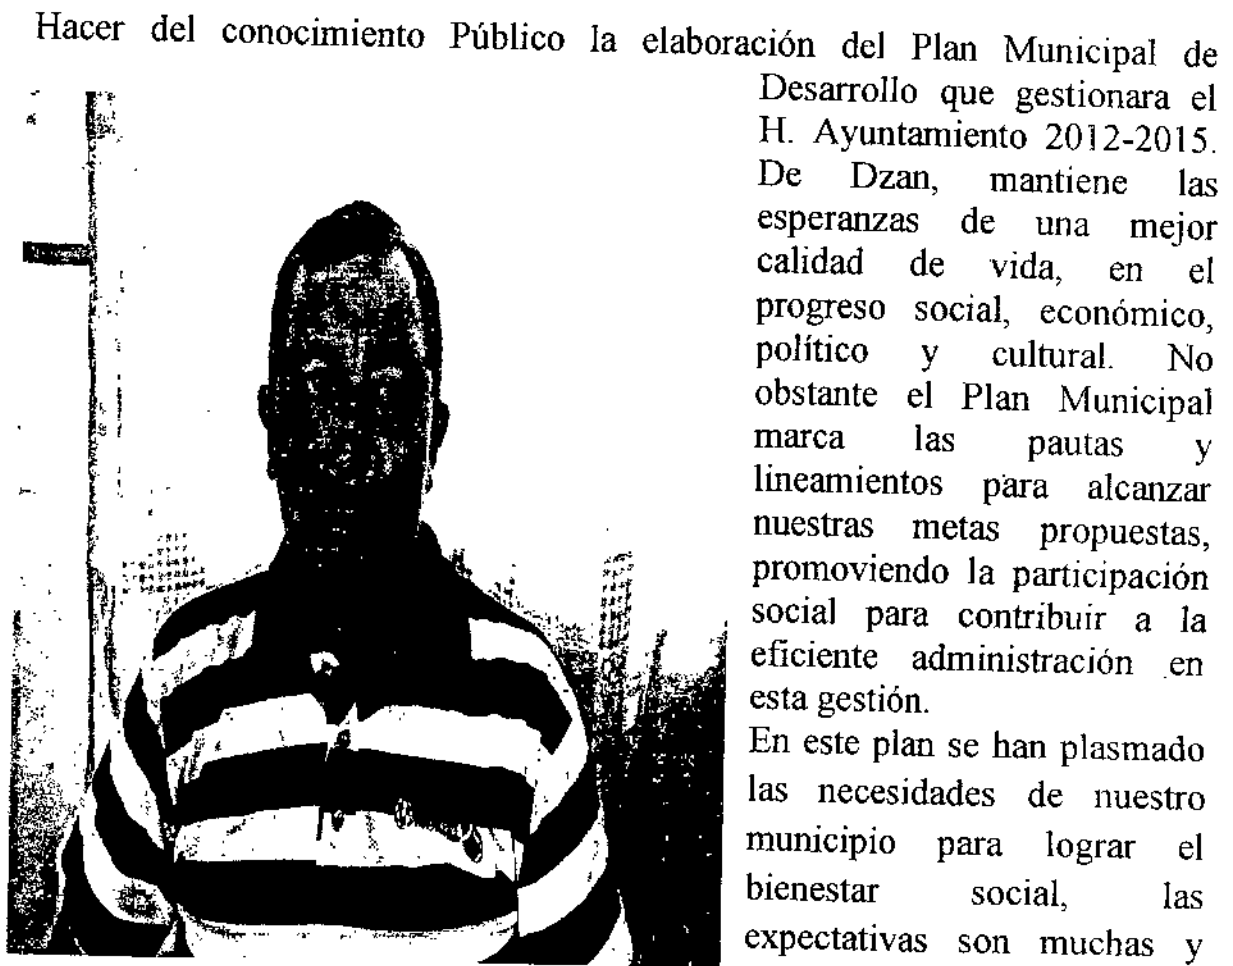 Hacer del conocimiento Público la elaboración del Plan Municipal de
Desarrollo que gestionara el
H. Ayuntamiento 2012-2015.
De Dzan, mantiene las
esperanzas de una mejor
calidad de vida, en el
progreso social, económico,
político y cultural. No
obstante el Plan Municipal
marca las pautas y
lineamientos para alcanzar
nuestras metas propuestas,
promoviendo la participación
social para contribuir a la
eficiente administración en
esta gestión.
En este plan se han plasmado
las necesidades de nuestro
municipio para lograr el
bienestar social, las
expectativas son muchas y